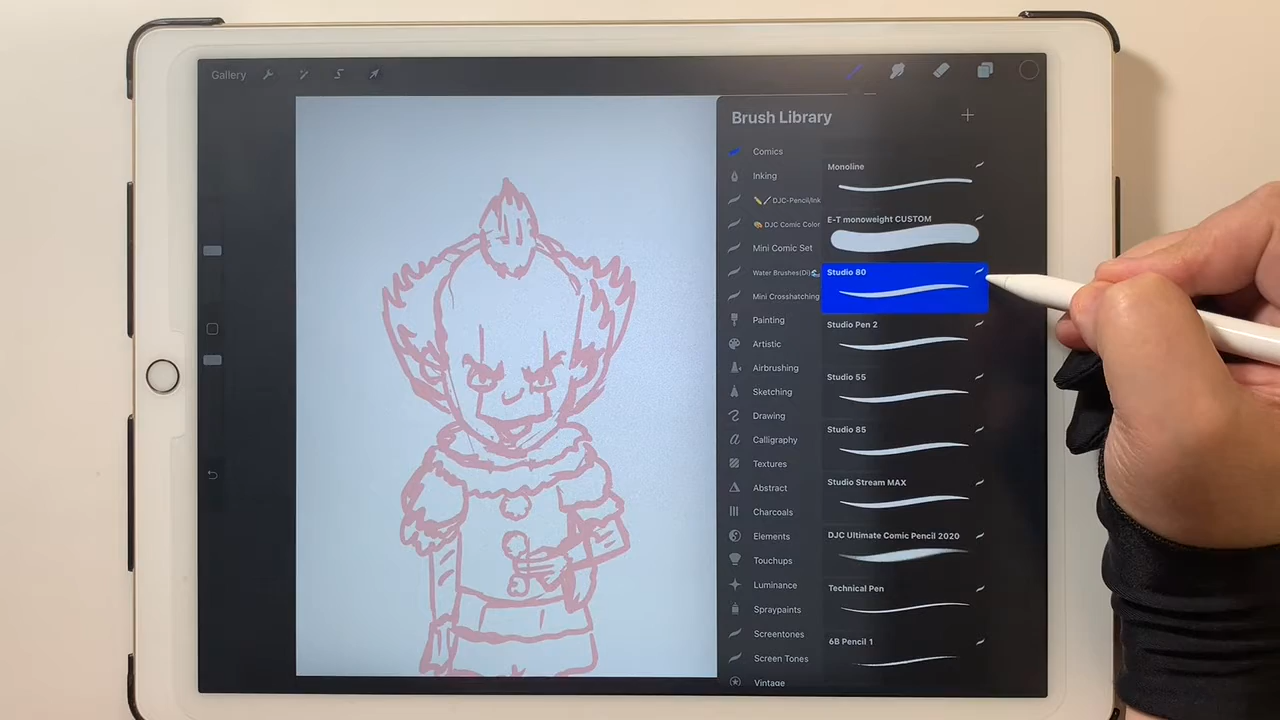 Gallery
Brush Library
Comics
Inking
DJC-Pencil/Ink
DJC Comic Color
Mini Comic Set
Water Brushes(Di)
Mini Crosshatching
Painting
Artistic
Airbrushing
Sketching
Drawing
Calligraphy
Textures
Abstract
Charcoals
Elements
Touchups
Luminance
Spraypaints
Screentones
Screen Tones
Vintage
Monoline
E-T monoweight CUSTOM
Studio 80
Studio Pen 2
Studio 55
Studio 85
Studio Stream MAX
DJC Ultimate Comic Pencil 2020
Technical Pen
6B Pencil 1